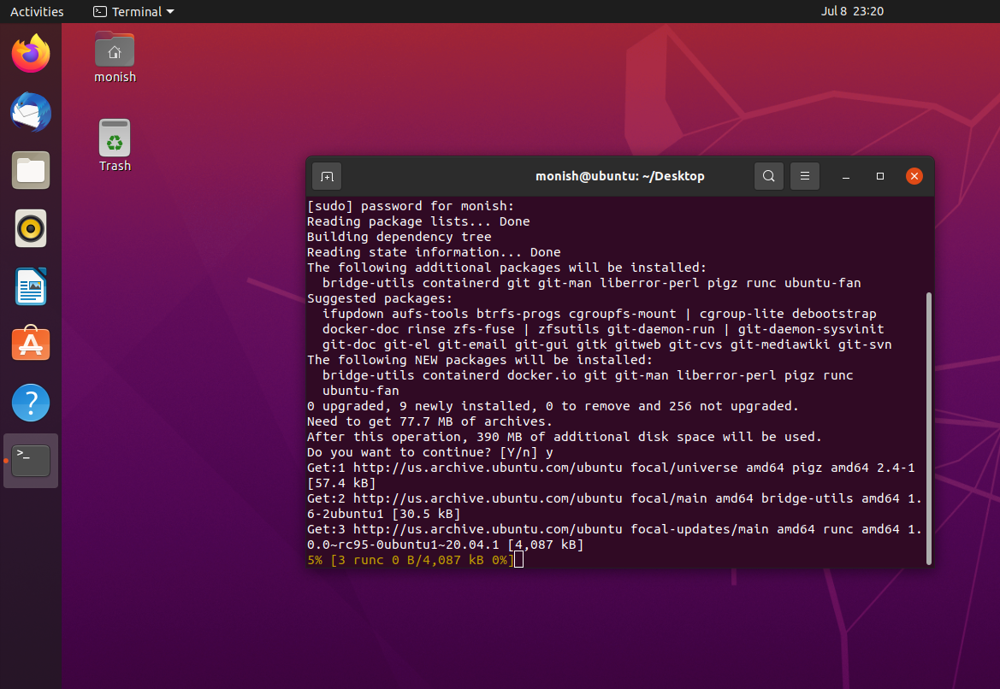 Activities
Terminal
Jul 8 23:20
monish
Trash
monish@ubuntu: ~/Desktop
[sudo] password for monish:
Reading package lists... Done
Building dependency tree
Reading state information... Done
The following additional packages will be installed:
  bridge-utils containerd git git-man liberror-perl pigz runc ubuntu-fan
Suggested packages:
  ifupdown aufs-tools btrfs-progs cgroupfs-mount | cgroup-lite debootstrap
  docker-doc rinse zfs-fuse | zfsutils git-daemon-run | git-daemon-sysvinit
  git-doc git-el git-email git-gui gitk gitweb git-cvs git-mediawiki git-svn
The following NEW packages will be installed:
  bridge-utils containerd docker.io git git-man liberror-perl pigz runc
  ubuntu-fan
0 upgraded, 9 newly installed, 0 to remove and 256 not upgraded.
Need to get 77.7 MB of archives.
After this operation, 390 MB of additional disk space will be used.
Do you want to continue? [Y/n] y
Get:1 http://us.archive.ubuntu.com/ubuntu focal/universe amd64 pigz amd64 2.4-1
[57.4 kB]
Get:2 http://us.archive.ubuntu.com/ubuntu focal/main amd64 bridge-utils amd64 1.
6-2ubuntu1 [30.5 kB]
Get:3 http://us.archive.ubuntu.com/ubuntu focal-updates/main amd64 runc amd64 1.
0.0~rc95-0ubuntu1~20.04.1 [4,087 kB]
5% [3 runc 0 B/4,087 kB 0%]